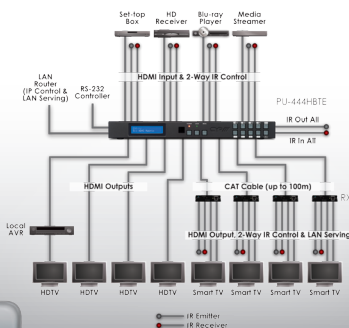 Set-top Box
HD Receiver
Blu-ray Player
Media Streamer
LAN Router (IP Control & LAN Serving)
RS-232 Controller
HDMI Input & 2-Way IR Control
PU-444HBTE
IR Out All
IR In All
HDMI Outputs
CAT Cable (up to 100m)
RX
Local AVR
HDMI Output, 2-Way IR Control & LAN Serving
HDTV
HDTV
HDTV
HDTV
Smart TV
Smart TV
Smart TV
Smart TV
IR Emitter
IR Receiver